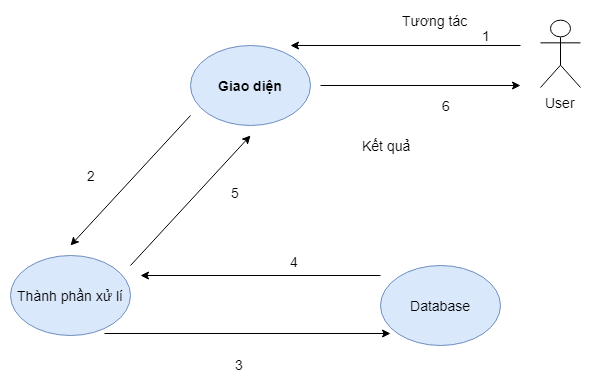 Tương tác
1
Giao diện
6
User
Kết quả
2
5
4
Thành phần xử lí
Database
3